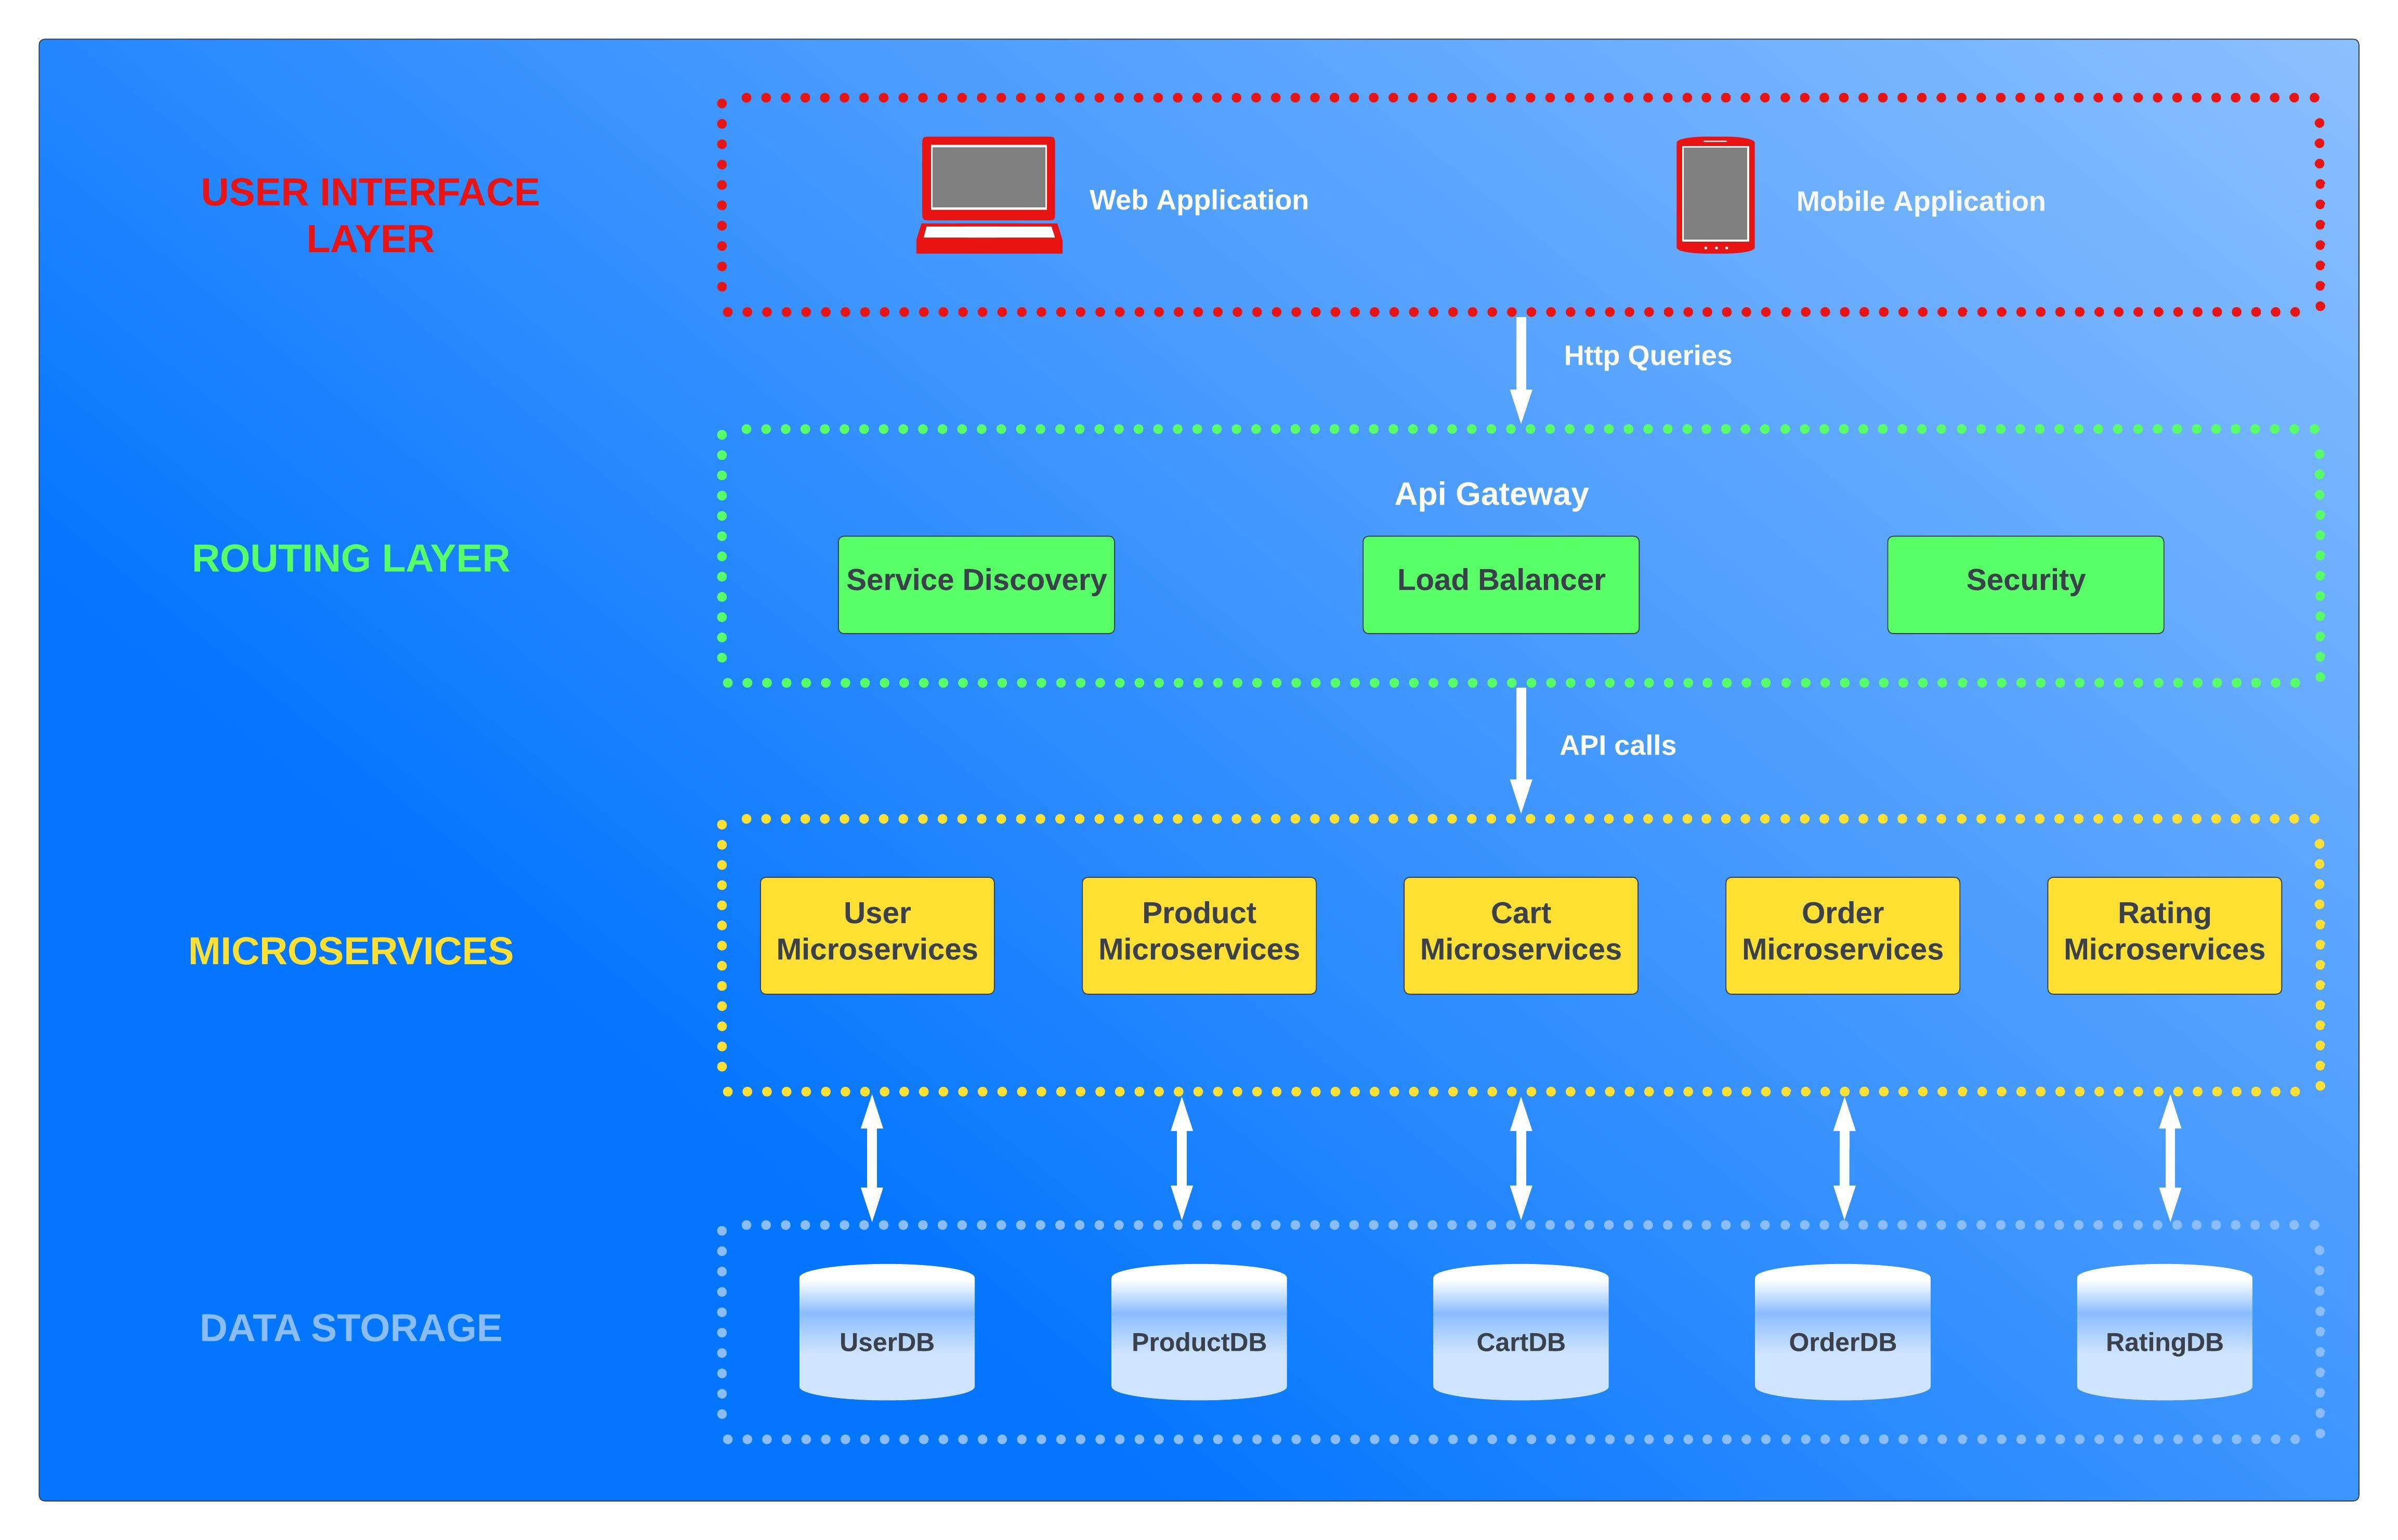 USER INTERFACE
LAYER
Web Application
Mobile Application
Http Queries
ROUTING LAYER
Api Gateway
Service Discovery
Load Balancer
Security
API calls
MICROSERVICES
User
Microservices
Product
Microservices
Cart
Microservices
Order
Microservices
Rating
Microservices
DATA STORAGE
UserDB
ProductDB
CartDB
OrderDB
RatingDB